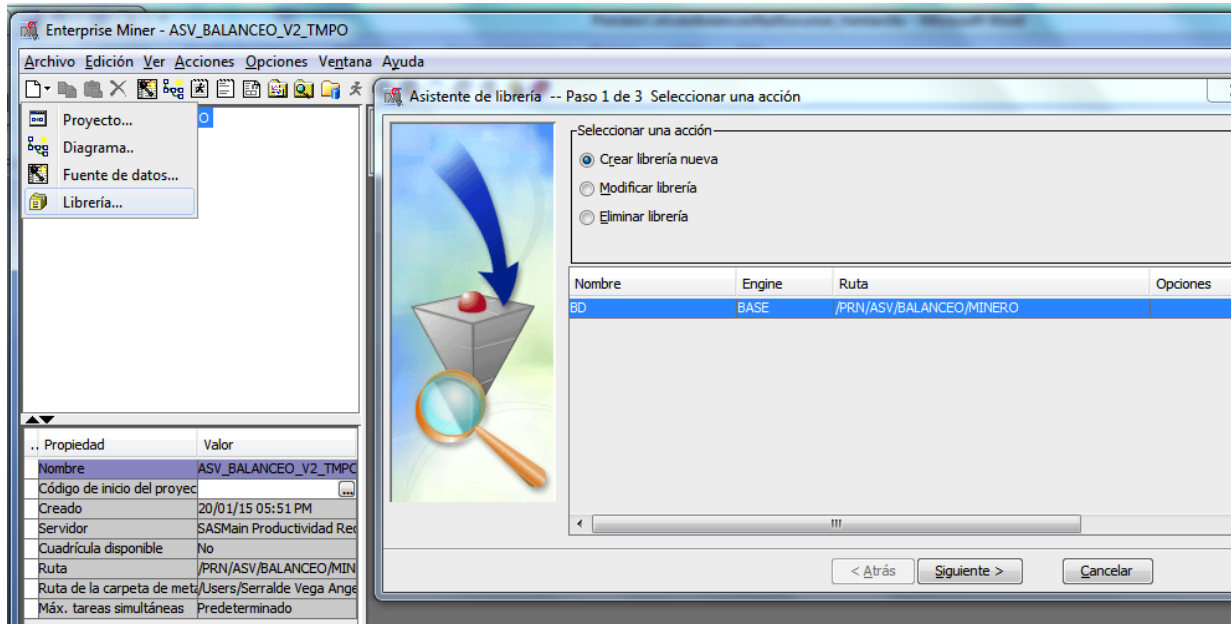 Enterprise Miner - ASV_BALANCEO_V2_TMPO
Archivo Edición Ver Acciones Opciones Ventana Ayuda
Proyecto...
Diagrama..
Fuente de datos...
Librería...
O
Asistente de librería -- Paso 1 de 3 Seleccionar una acción
Seleccionar una acción
Crear librería nueva
Modificar librería
Eliminar librería
Nombre Engine Ruta Opciones
BD BASE /PRN/ASV/BALANCEO/MINERO
.. Propiedad Valor
Nombre ASV_BALANCEO_V2_TMPO
Código de inicio del proyec ...
Creado 20/01/15 05:51 PM
Servidor SASMain Productividad Rec
Cuadrícula disponible No
Ruta /PRN/ASV/BALANCEO/MIN
Ruta de la carpeta de meta /Users/Serralde Vega Ange
Máx. tareas simultáneas Predeterminado
< Atrás Siguiente > Cancelar